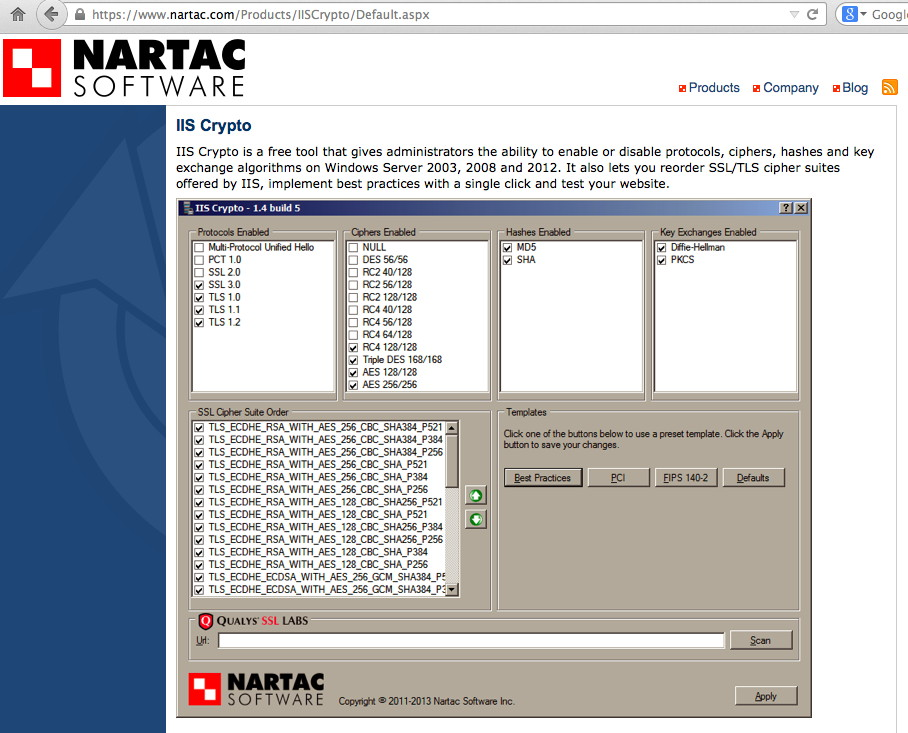 https://www.nartac.com/Products/IISCrypto/Default.aspx
8
Google
NARTAC
SOFTWARE
Products
Company
Blog
IIS Crypto
IIS Crypto is a free tool that gives administrators the ability to enable or disable protocols, ciphers, hashes and key
exchange algorithms on Windows Server 2003, 2008 and 2012. It also lets you reorder SSL/TLS cipher suites
offered by IIS, implement best practices with a single click and test your website.
IIS Crypto - 1.4 build 5
Protocols Enabled
Multi-Protocol Unified Hello
PCT 1.0
SSL 2.0
SSL 3.0
TLS 1.0
TLS 1.1
TLS 1.2
Ciphers Enabled
NULL
DES 56/56
RC2 40/128
RC2 56/128
RC2 128/128
RC4 40/128
RC4 56/128
RC4 64/128
RC4 128/128
Triple DES 168/168
AES 128/128
AES 256/256
Hashes Enabled
MD5
SHA
Key Exchanges Enabled
Diffie-Hellman
PKCS
SSL Cipher Suite Order
TLS_ECDHE_RSA_WITH_AES_256_CBC_SHA384_P521
TLS_ECDHE_RSA_WITH_AES_256_CBC_SHA384_P384
TLS_ECDHE_RSA_WITH_AES_256_CBC_SHA384_P256
TLS_ECDHE_RSA_WITH_AES_256_CBC_SHA_P521
TLS_ECDHE_RSA_WITH_AES_256_CBC_SHA_P384
TLS_ECDHE_RSA_WITH_AES_256_CBC_SHA_P256
TLS_ECDHE_RSA_WITH_AES_128_CBC_SHA256_P521
TLS_ECDHE_RSA_WITH_AES_128_CBC_SHA_P521
TLS_ECDHE_RSA_WITH_AES_128_CBC_SHA256_P384
TLS_ECDHE_RSA_WITH_AES_128_CBC_SHA256_P256
TLS_ECDHE_RSA_WITH_AES_128_CBC_SHA_P384
TLS_ECDHE_RSA_WITH_AES_128_CBC_SHA_P256
TLS_ECDHE_ECDSA_WITH_AES_256_GCM_SHA384_P5
TLS_ECDHE_ECDSA_WITH_AES_256_GCM_SHA384_P3
Templates
Click one of the buttons below to use a preset template. Click the Apply
button to save your changes.
Best Practices
PCI
FIPS 140-2
Defaults
QUALYS' SSL LABS
Url:
Scan
NARTAC
SOFTWARE
Copyright © 2011-2013 Nartac Software Inc.
Apply